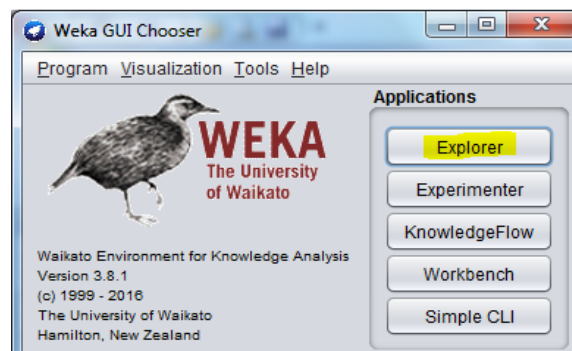 Weka GUI Chooser
Program Visualization Tools Help
Applications
WEKA
The University
of Waikato
Explorer
Experimenter
KnowledgeFlow
Workbench
Simple CLI
Waikato Environment for Knowledge Analysis
Version 3.8.1
(c) 1999 - 2016
The University of Waikato
Hamilton, New Zealand